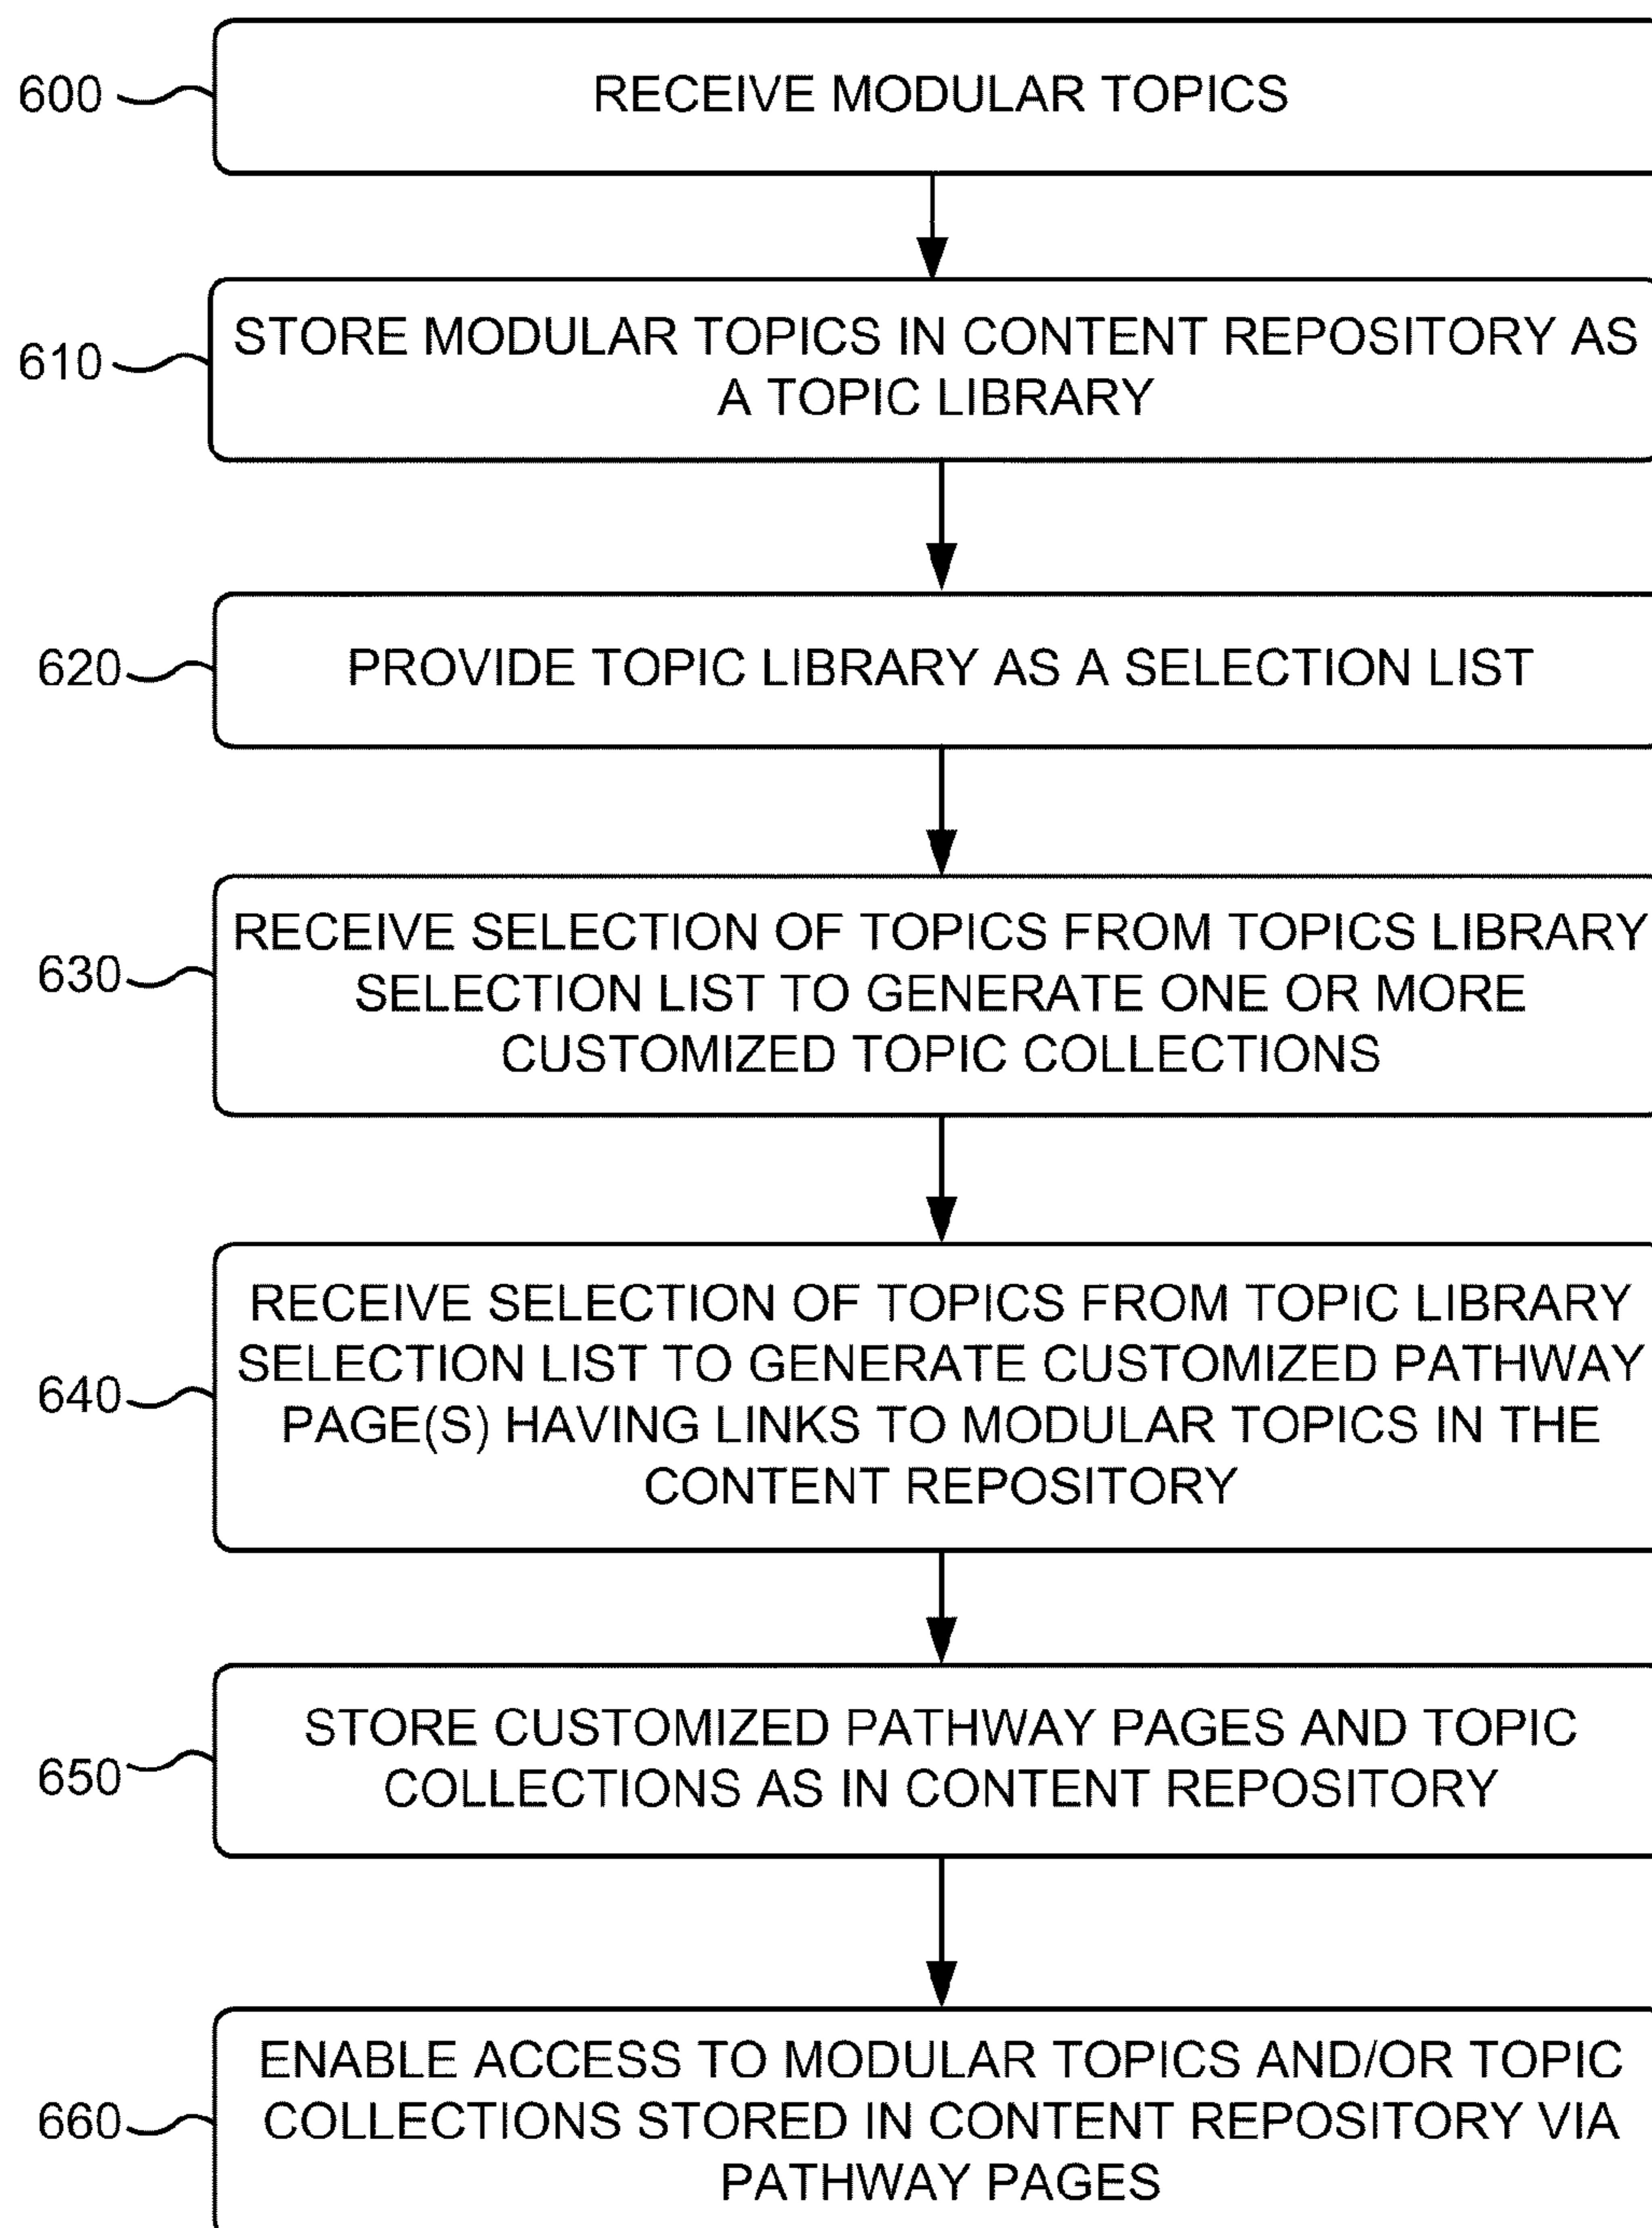 600
RECEIVE MODULAR TOPICS
610
STORE MODULAR TOPICS IN CONTENT REPOSITORY AS
A TOPIC LIBRARY
620
PROVIDE TOPIC LIBRARY AS A SELECTION LIST
630
RECEIVE SELECTION OF TOPICS FROM TOPICS LIBRARY
SELECTION LIST TO GENERATE ONE OR MORE
CUSTOMIZED TOPIC COLLECTIONS
640
RECEIVE SELECTION OF TOPICS FROM TOPIC LIBRARY
SELECTION LIST TO GENERATE CUSTOMIZED PATHWAY
PAGE(S) HAVING LINKS TO MODULAR TOPICS IN THE
CONTENT REPOSITORY
650
STORE CUSTOMIZED PATHWAY PAGES AND TOPIC
COLLECTIONS AS IN CONTENT REPOSITORY
660
ENABLE ACCESS TO MODULAR TOPICS AND/OR TOPIC
COLLECTIONS STORED IN CONTENT REPOSITORY VIA
PATHWAY PAGES